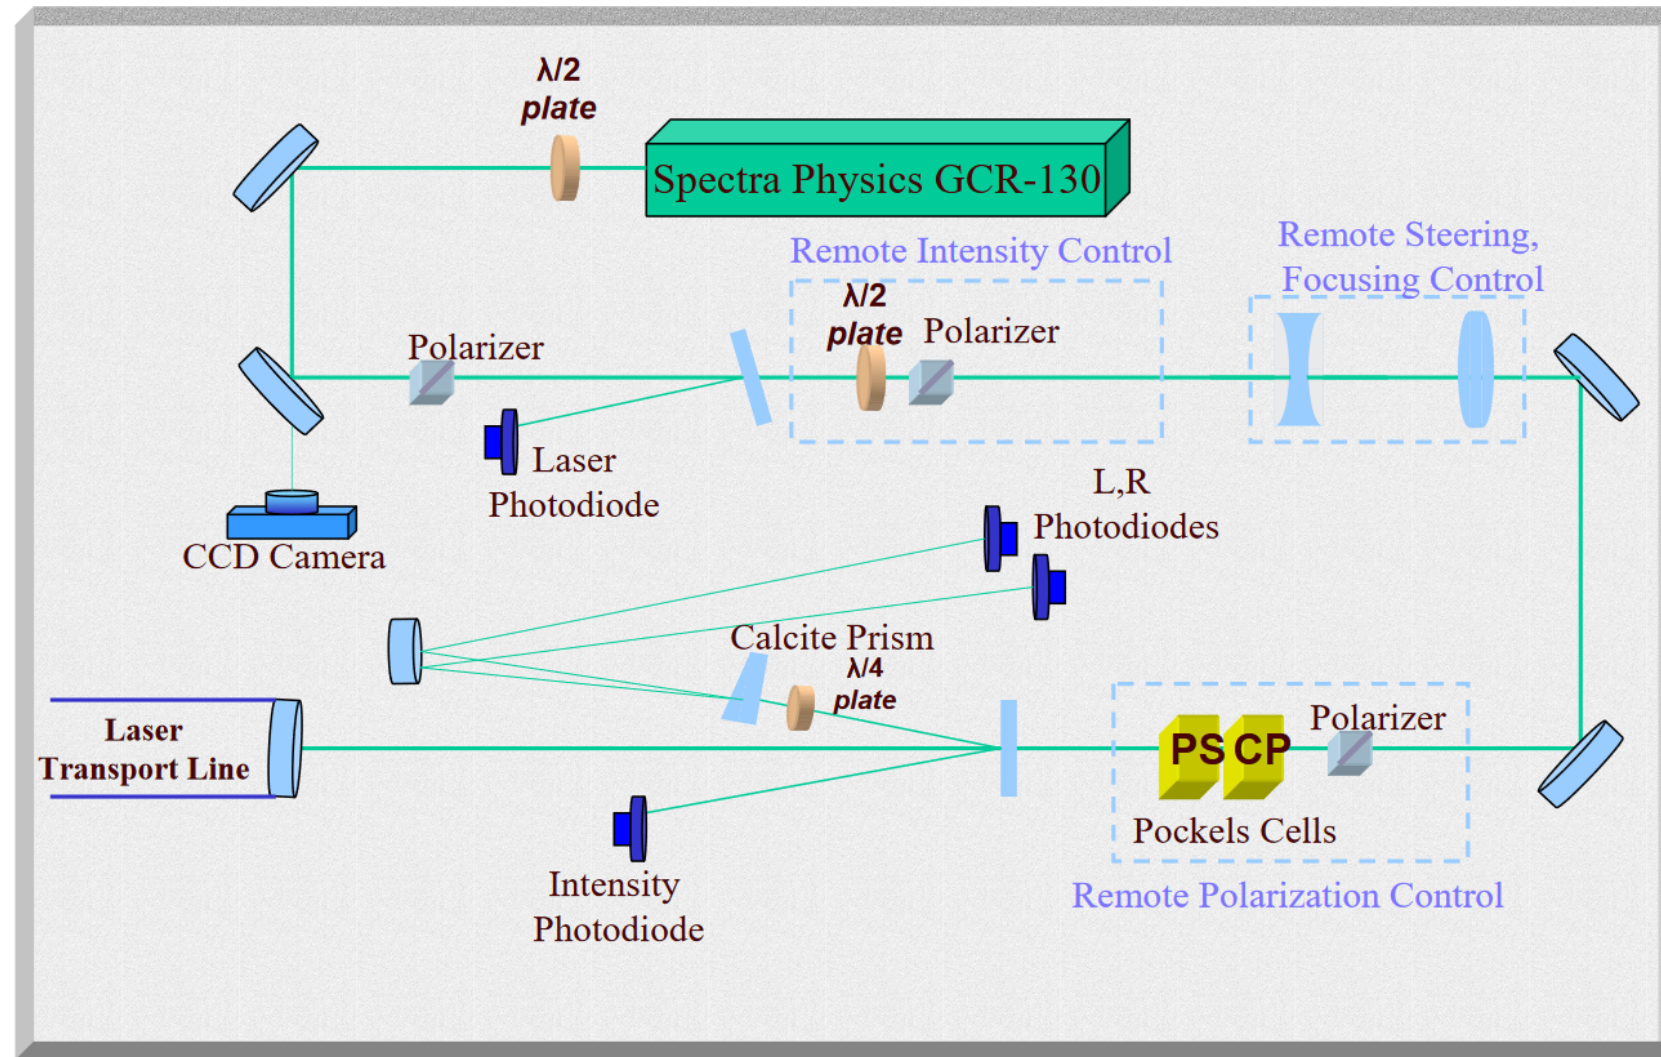 λ/2
plate
Spectra Physics GCR-130
Remote Intensity Control
Remote Steering,
Focusing Control
λ/2
plate
Polarizer
Polarizer
Laser
Photodiode
L,R
Photodiodes
CCD Camera
Calcite Prism
λ/4
plate
Laser
Transport Line
Polarizer
PS CP
Pockels Cells
Intensity
Photodiode
Remote Polarization Control